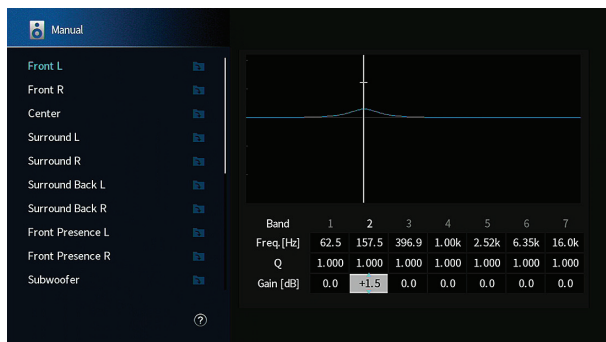 Manual
Front L
Front R
Center
Surround L
Surround R
Surround Back L
Surround Back R
Front Presence L
Front Presence R
Subwoofer
?
Band 1 2 3 4 5 6 7
Freq.[Hz] 62.5 157.5 396.9 1.00k 2.52k 6.35k 16.0k
Q 1.000 1.000 1.000 1.000 1.000 1.000 1.000
Gain [dB] 0.0 +1.5 0.0 0.0 0.0 0.0 0.0